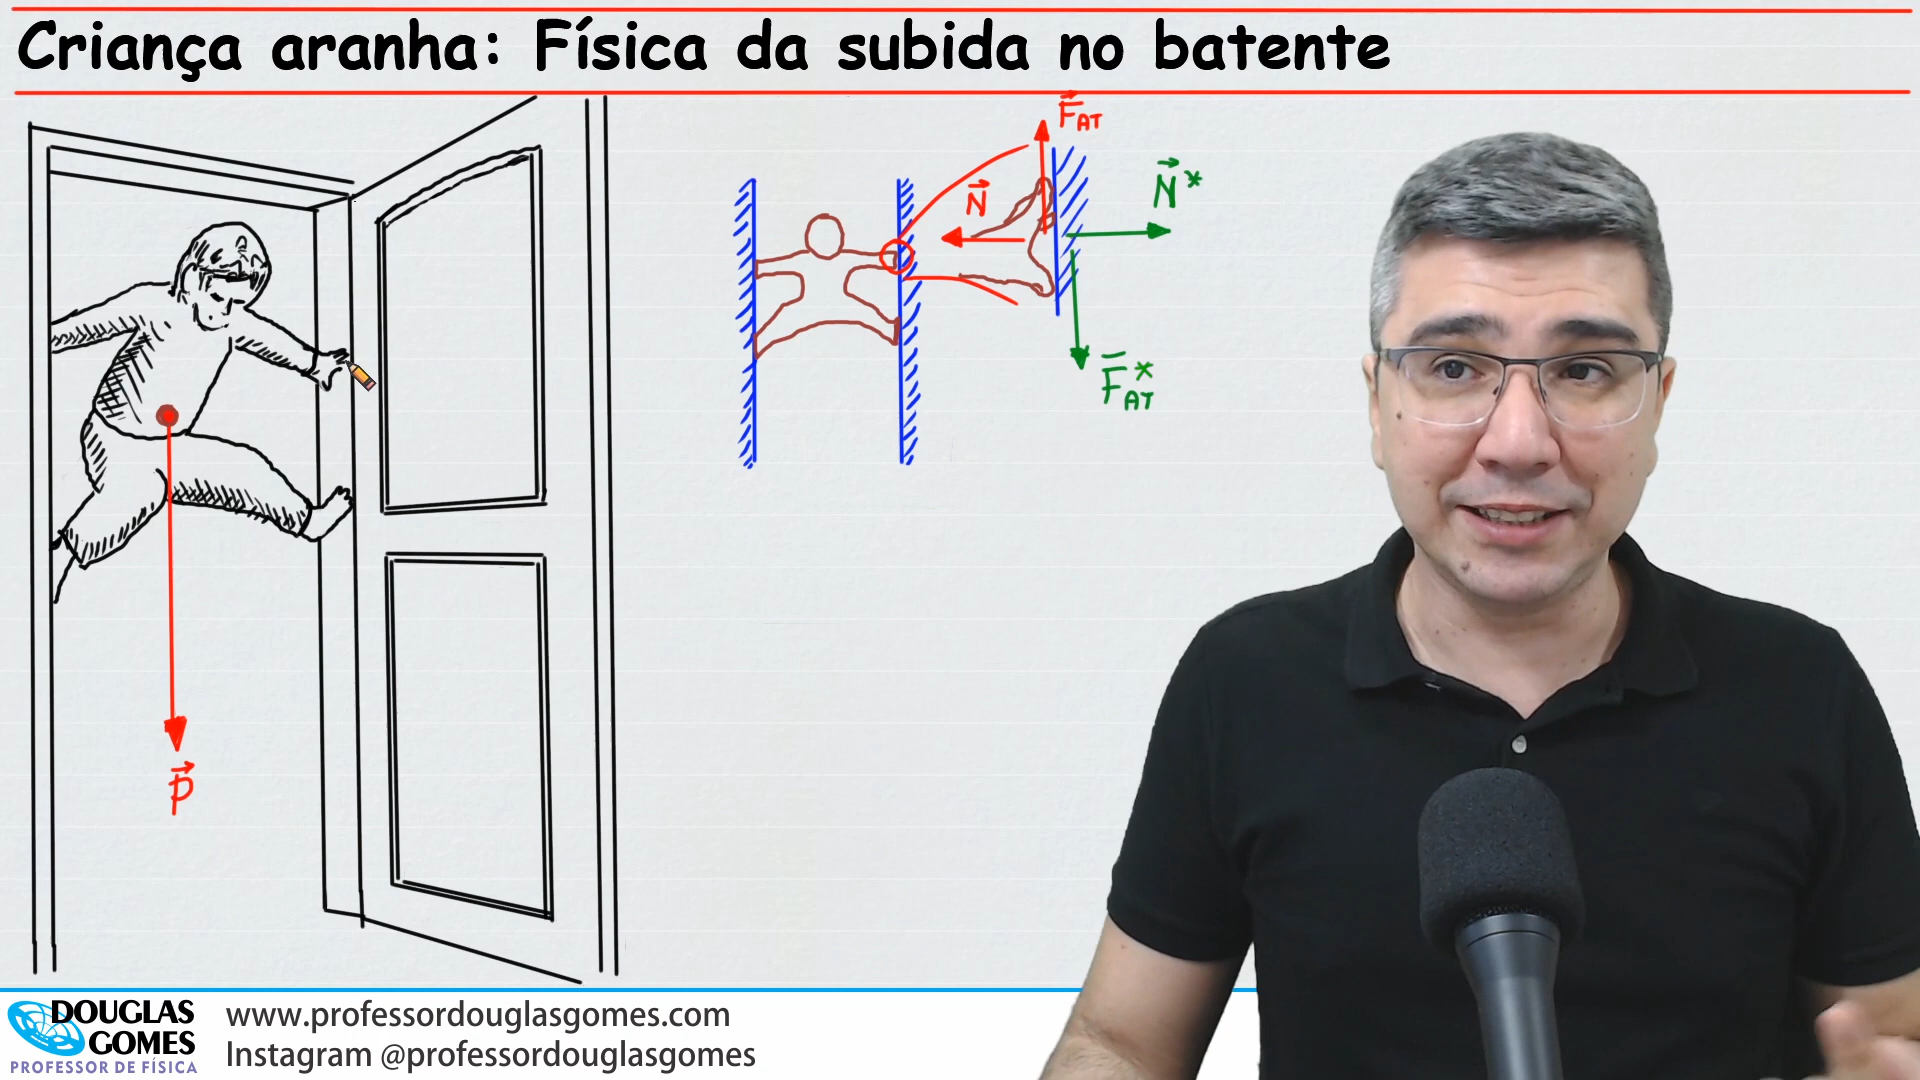 Criança aranha: Física da subida no batente
F⃗AT
N⃗
N⃗*
F̄*AT
P⃗
DOUGLAS
GOMES
PROFESSOR DE FÍSICA
www.professordouglasgomes.com
Instagram @professordouglasgomes